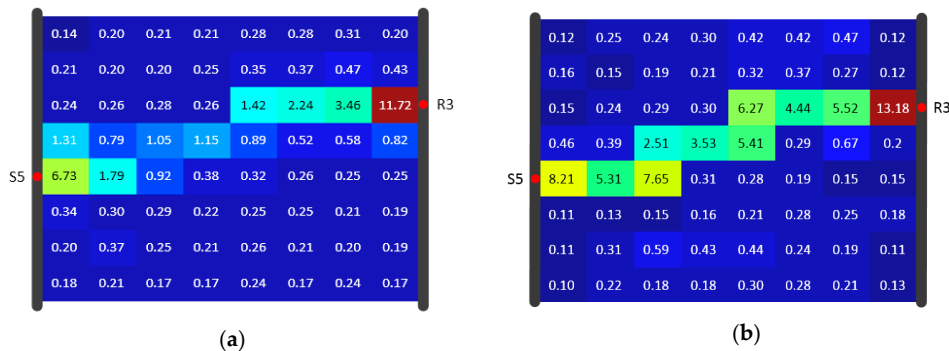 0.14 0.20 0.21 0.21 0.28 0.28 0.31 0.20
0.21 0.20 0.20 0.25 0.35 0.37 0.47 0.43
0.24 0.26 0.28 0.26 1.42 2.24 3.46 11.72 R3
1.31 0.79 1.05 1.15 0.89 0.52 0.58 0.82
S5 6.73 1.79 0.92 0.38 0.32 0.26 0.25 0.25
0.34 0.30 0.29 0.22 0.25 0.25 0.21 0.19
0.20 0.37 0.25 0.21 0.26 0.21 0.20 0.19
0.18 0.21 0.17 0.17 0.24 0.17 0.24 0.17
(a)
0.12 0.25 0.24 0.30 0.42 0.42 0.47 0.12
0.16 0.15 0.19 0.21 0.32 0.37 0.27 0.12
0.15 0.24 0.29 0.30 6.27 4.44 5.52 13.18 R3
0.46 0.39 2.51 3.53 5.41 0.29 0.67 0.2
S5 8.21 5.31 7.65 0.31 0.28 0.19 0.15 0.15
0.11 0.13 0.15 0.16 0.21 0.28 0.25 0.18
0.11 0.31 0.59 0.43 0.44 0.24 0.19 0.11
0.10 0.22 0.18 0.18 0.30 0.28 0.21 0.13
(b)